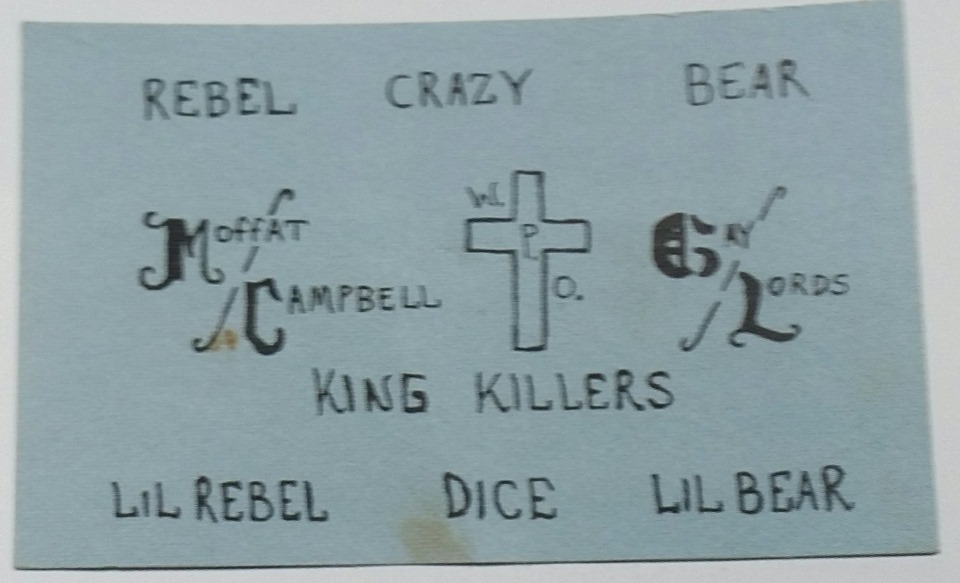 REBEL CRAZY BEAR
MOFFAT W. GAY
P.
CAMPBELL O. LORDS
KING KILLERS
LIL REBEL DICE LIL BEAR